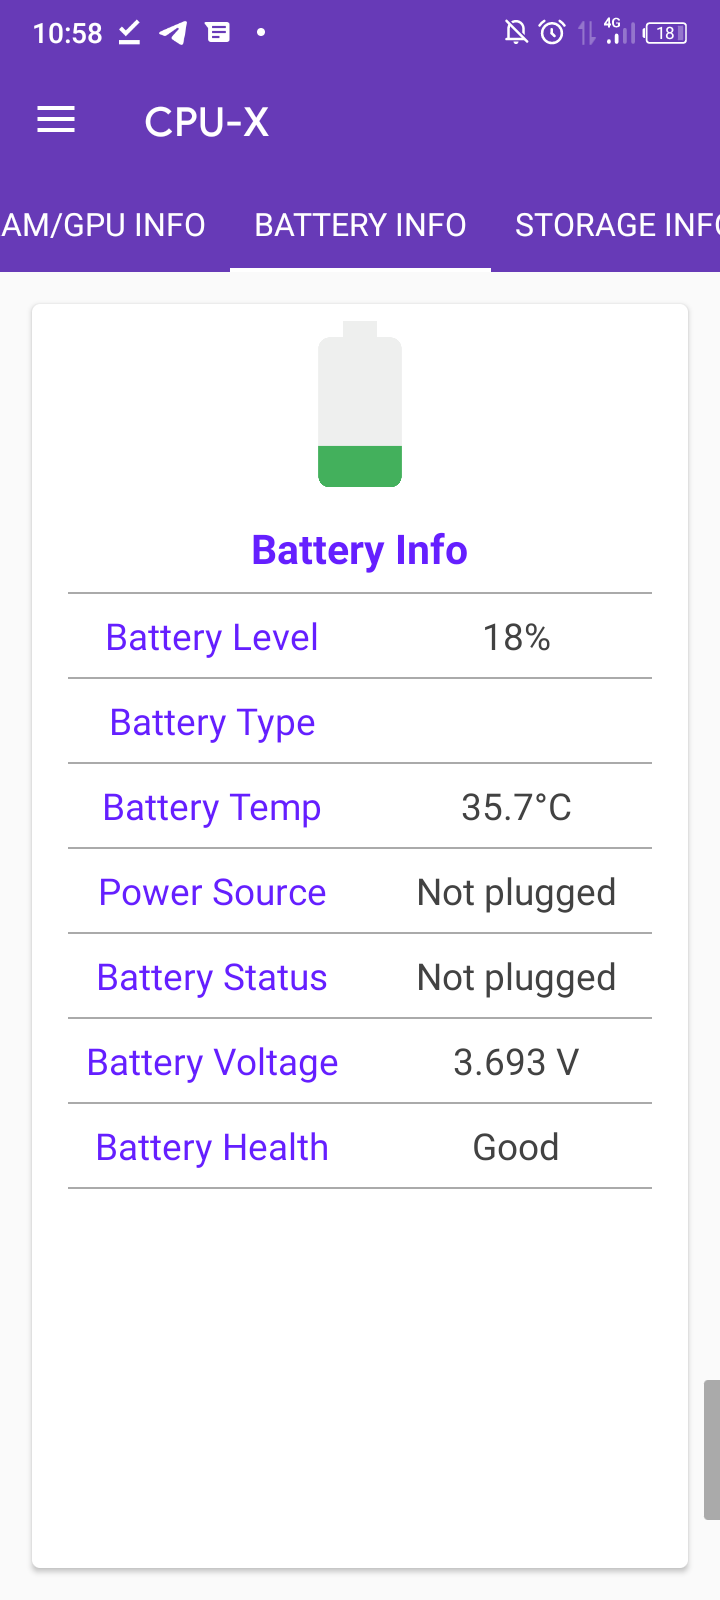 10:58 4G 18
CPU-X
AM/GPU INFO BATTERY INFO STORAGE INFO
Battery Info
Battery Level 18%
Battery Type
Battery Temp 35.7°C
Power Source Not plugged
Battery Status Not plugged
Battery Voltage 3.693 V
Battery Health Good